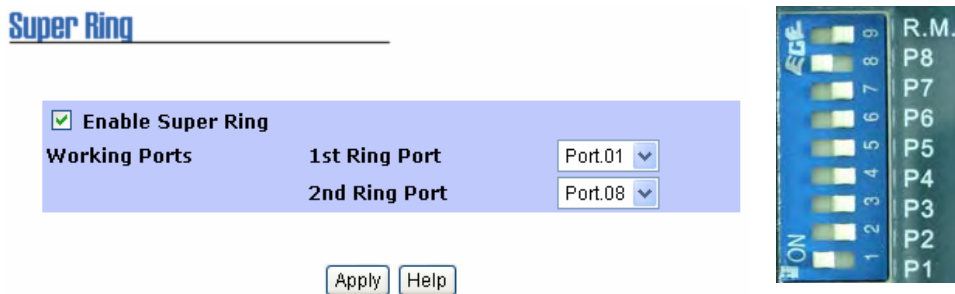 Super Ring
Enable Super Ring
Working Ports 1st Ring Port Port.01
2nd Ring Port Port.08
Apply Help
ECE
ON
9 R.M.
8 P8
7 P7
6 P6
5 P5
4 P4
3 P3
2 P2
1 P1